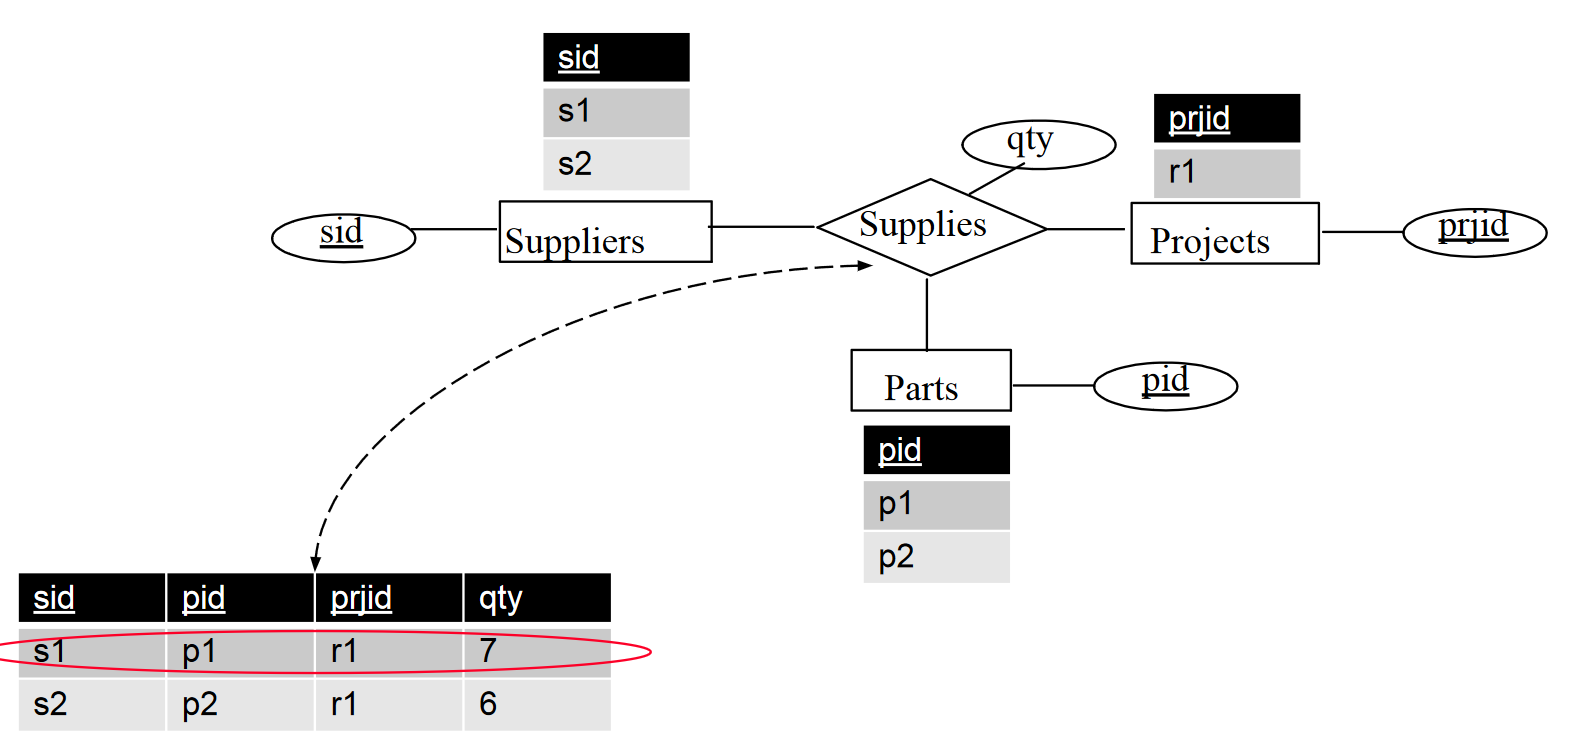 sid
s1
s2
qty
prjid
r1
sid
Suppliers
Supplies
Projects
prjid
Parts
pid
pid
p1
p2
sid pid prjid qty
s1 p1 r1 7
s2 p2 r1 6